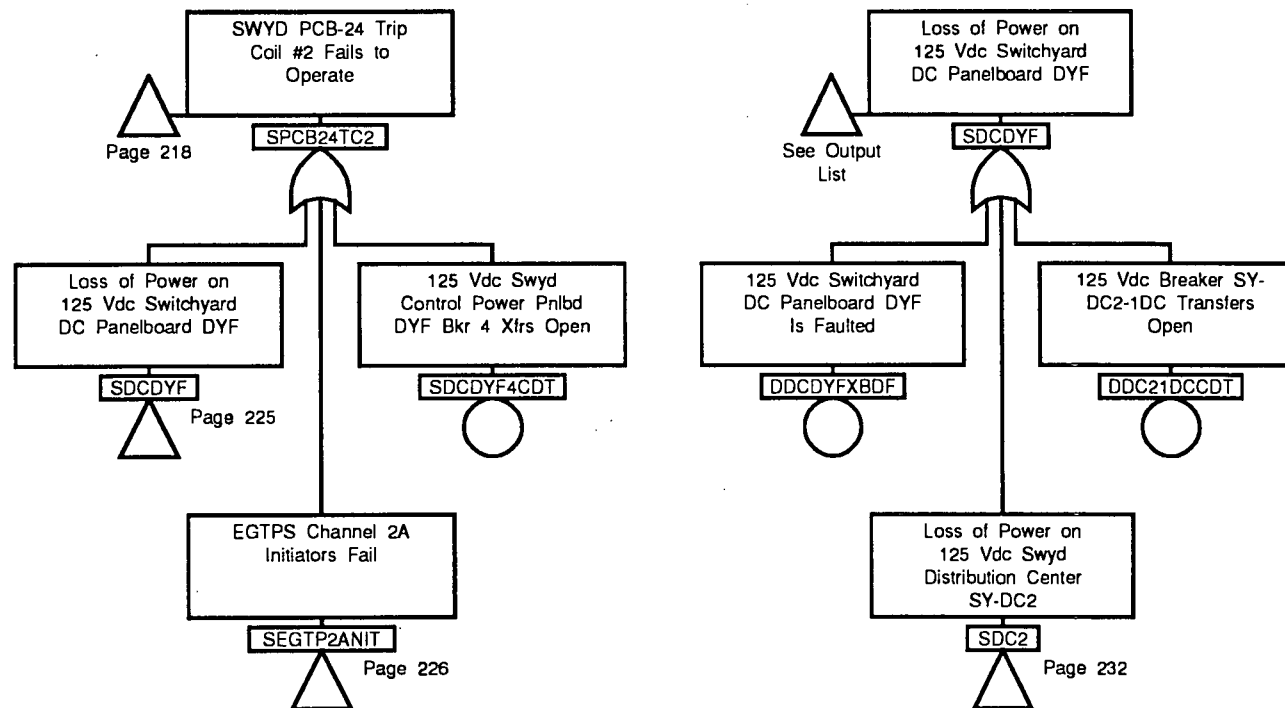 SWYD PCB-24 Trip
Coil #2 Fails to
Operate
Page 218
SPCB24TC2
Loss of Power on
125 Vdc Switchyard
DC Panelboard DYF
SDCDYF
Page 225
125 Vdc Swyd
Control Power Pnlbd
DYF Bkr 4 Xfrs Open
SDCDYF4CDT
EGTPS Channel 2A
Initiators Fail
SEGTP2ANIT
Page 226
Loss of Power on
125 Vdc Switchyard
DC Panelboard DYF
See Output
List
SDCDYF
125 Vdc Switchyard
DC Panelboard DYF
Is Faulted
DDCDYFXBDF
125 Vdc Breaker SY-
DC2-1DC Transfers
Open
DDC21DCCDT
Loss of Power on
125 Vdc Swyd
Distribution Center
SY-DC2
SDC2
Page 232